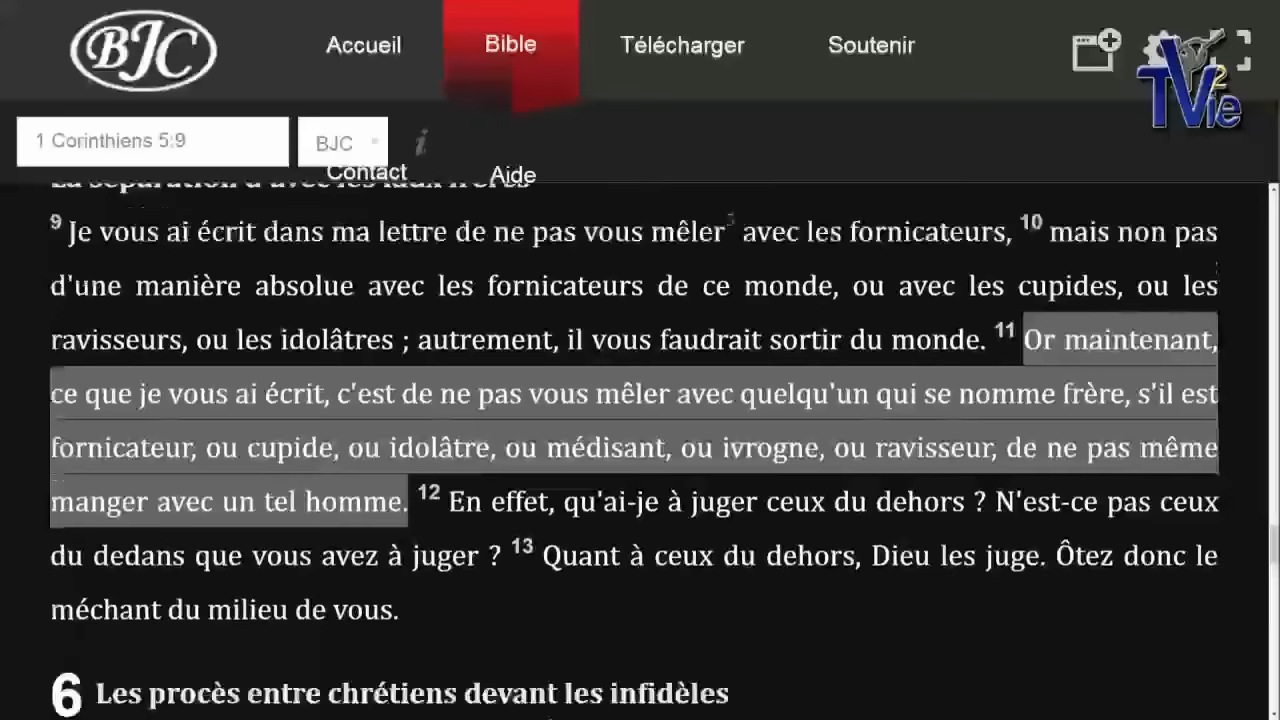 BJC
Accueil
Bible
Télécharger
Soutenir
TV2Vie
1 Corinthiens 5:9
BJC
i
Contact
Aide
La séparation d'avec les faux frères
9 Je vous ai écrit dans ma lettre de ne pas vous mêler avec les fornicateurs, 10 mais non pas
d'une manière absolue avec les fornicateurs de ce monde, ou avec les cupides, ou les
ravisseurs, ou les idolâtres ; autrement, il vous faudrait sortir du monde. 11 Or maintenant,
ce que je vous ai écrit, c'est de ne pas vous mêler avec quelqu'un qui se nomme frère, s'il est
fornicateur, ou cupide, ou idolâtre, ou médisant, ou ivrogne, ou ravisseur, de ne pas même
manger avec un tel homme. 12 En effet, qu'ai-je à juger ceux du dehors ? N'est-ce pas ceux
du dedans que vous avez à juger ? 13 Quant à ceux du dehors, Dieu les juge. Ôtez donc le
méchant du milieu de vous.
6 Les procès entre chrétiens devant les infidèles